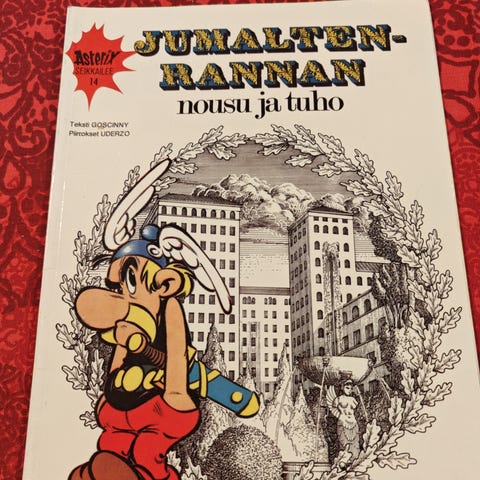 Asterix
SEIKKAILEE
14
JUMALTEN-
RANNAN
nousu ja tuho
Teksti GOSCINNY
Piirrokset UDERZO